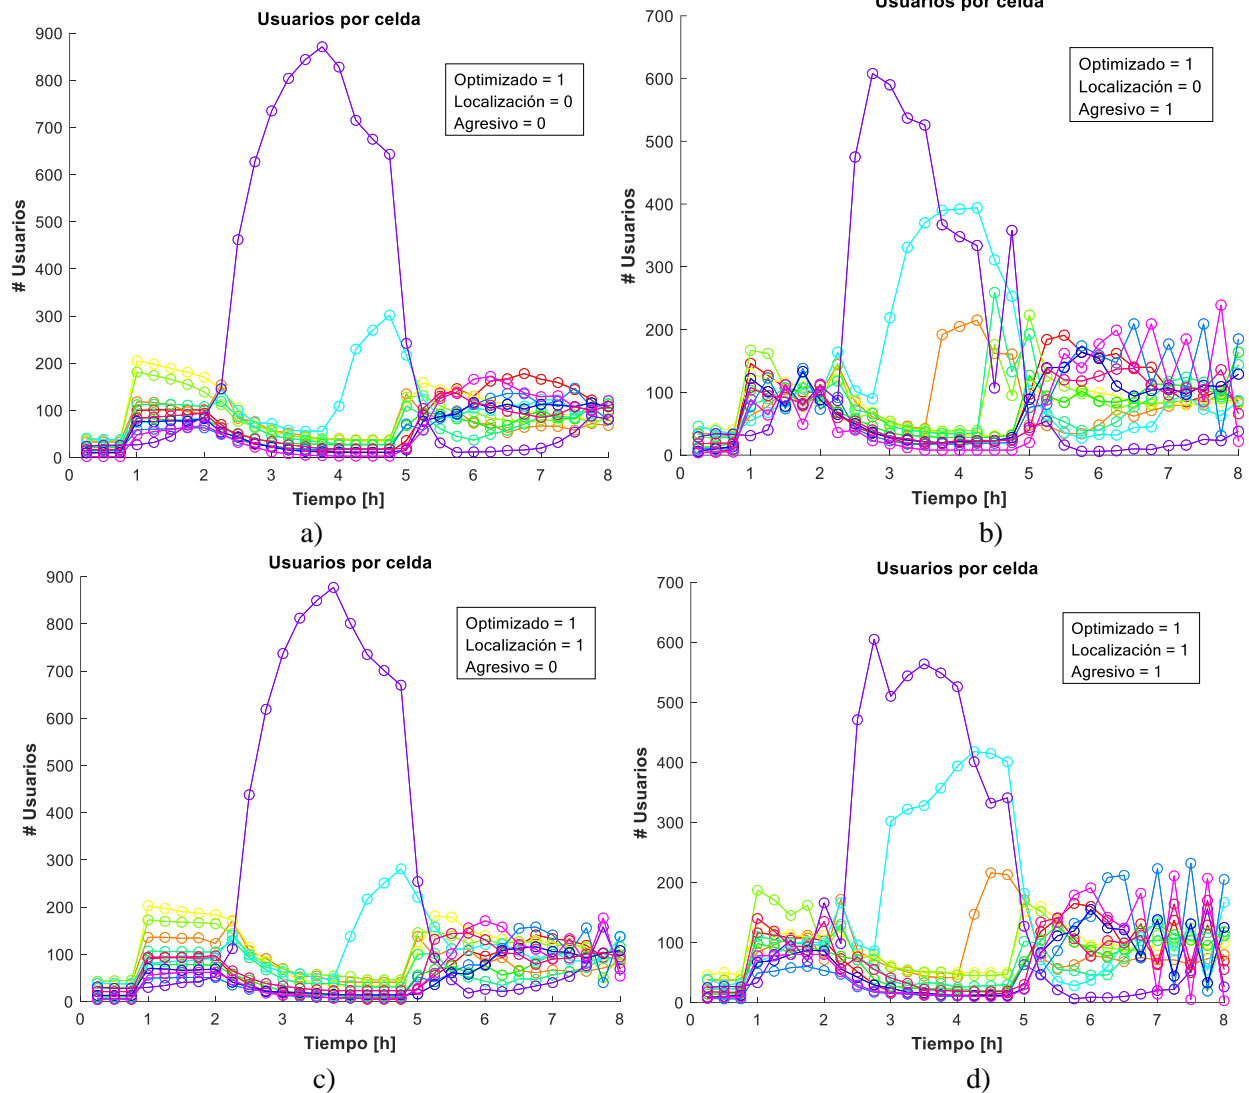 Usuarios por celda
900
800
700
600
500
400
300
200
100
0
# Usuarios
Optimizado = 1
Localización = 0
Agresivo = 0
0 1 2 3 4 5 6 7 8
Tiempo [h]
a)
Usuarios por celda
700
600
500
400
300
200
100
0
# Usuarios
Optimizado = 1
Localización = 0
Agresivo = 1
0 1 2 3 4 5 6 7 8
Tiempo [h]
b)
Usuarios por celda
900
800
700
600
500
400
300
200
100
0
# Usuarios
Optimizado = 1
Localización = 1
Agresivo = 0
0 1 2 3 4 5 6 7 8
Tiempo [h]
c)
Usuarios por celda
700
600
500
400
300
200
100
0
# Usuarios
Optimizado = 1
Localización = 1
Agresivo = 1
0 1 2 3 4 5 6 7 8
Tiempo [h]
d)